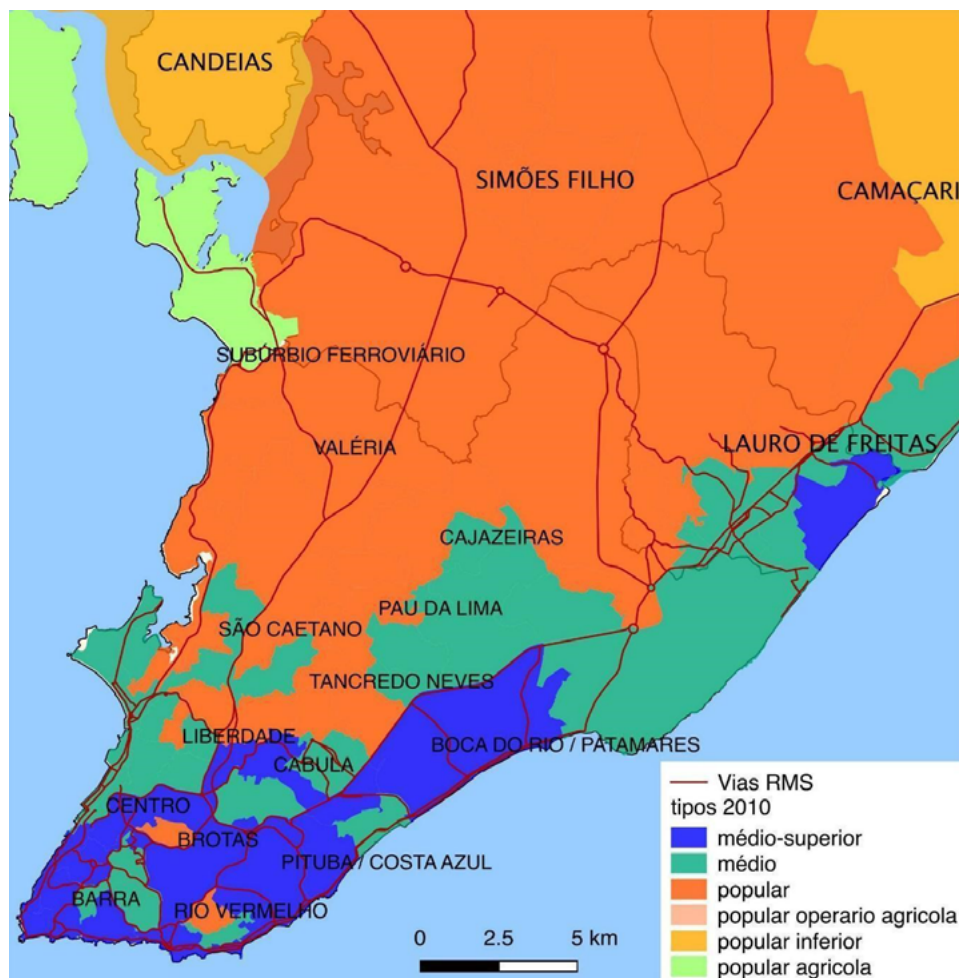 CANDEIAS
SIMÕES FILHO
CAMAÇARI
SUBÚRBIO FERROVIÁRIO
VALÉRIA
LAURO DE FREITAS
CAJAZEIRAS
PAU DA LIMA
SÃO CAETANO
TANCREDO NEVES
LIBERDADE
BOCA DO RIO / PATAMARES
CABULA
CENTRO
BROTAS
PITUBA / COSTA AZUL
BARRA
RIO VERMELHO
0 2.5 5 km
Vias RMS
tipos 2010
médio-superior
médio
popular
popular operario agricola
popular inferior
popular agricola